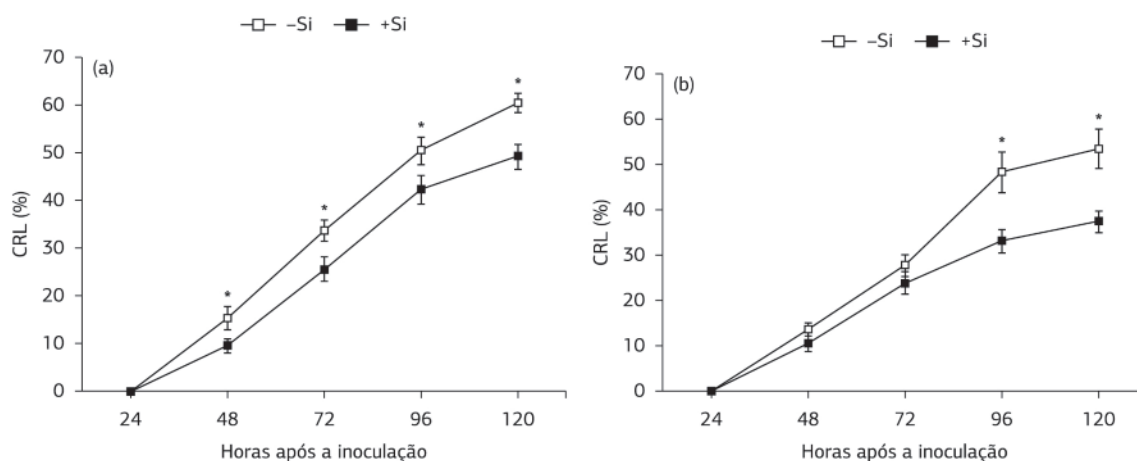 –Si +Si
(a)
70
60
50
40
30
20
10
0
CRL (%)
* * * *
24 48 72 96 120
Horas após a inoculação
–Si +Si
(b)
70
60
50
40
30
20
10
0
CRL (%)
* *
24 48 72 96 120
Horas após a inoculação